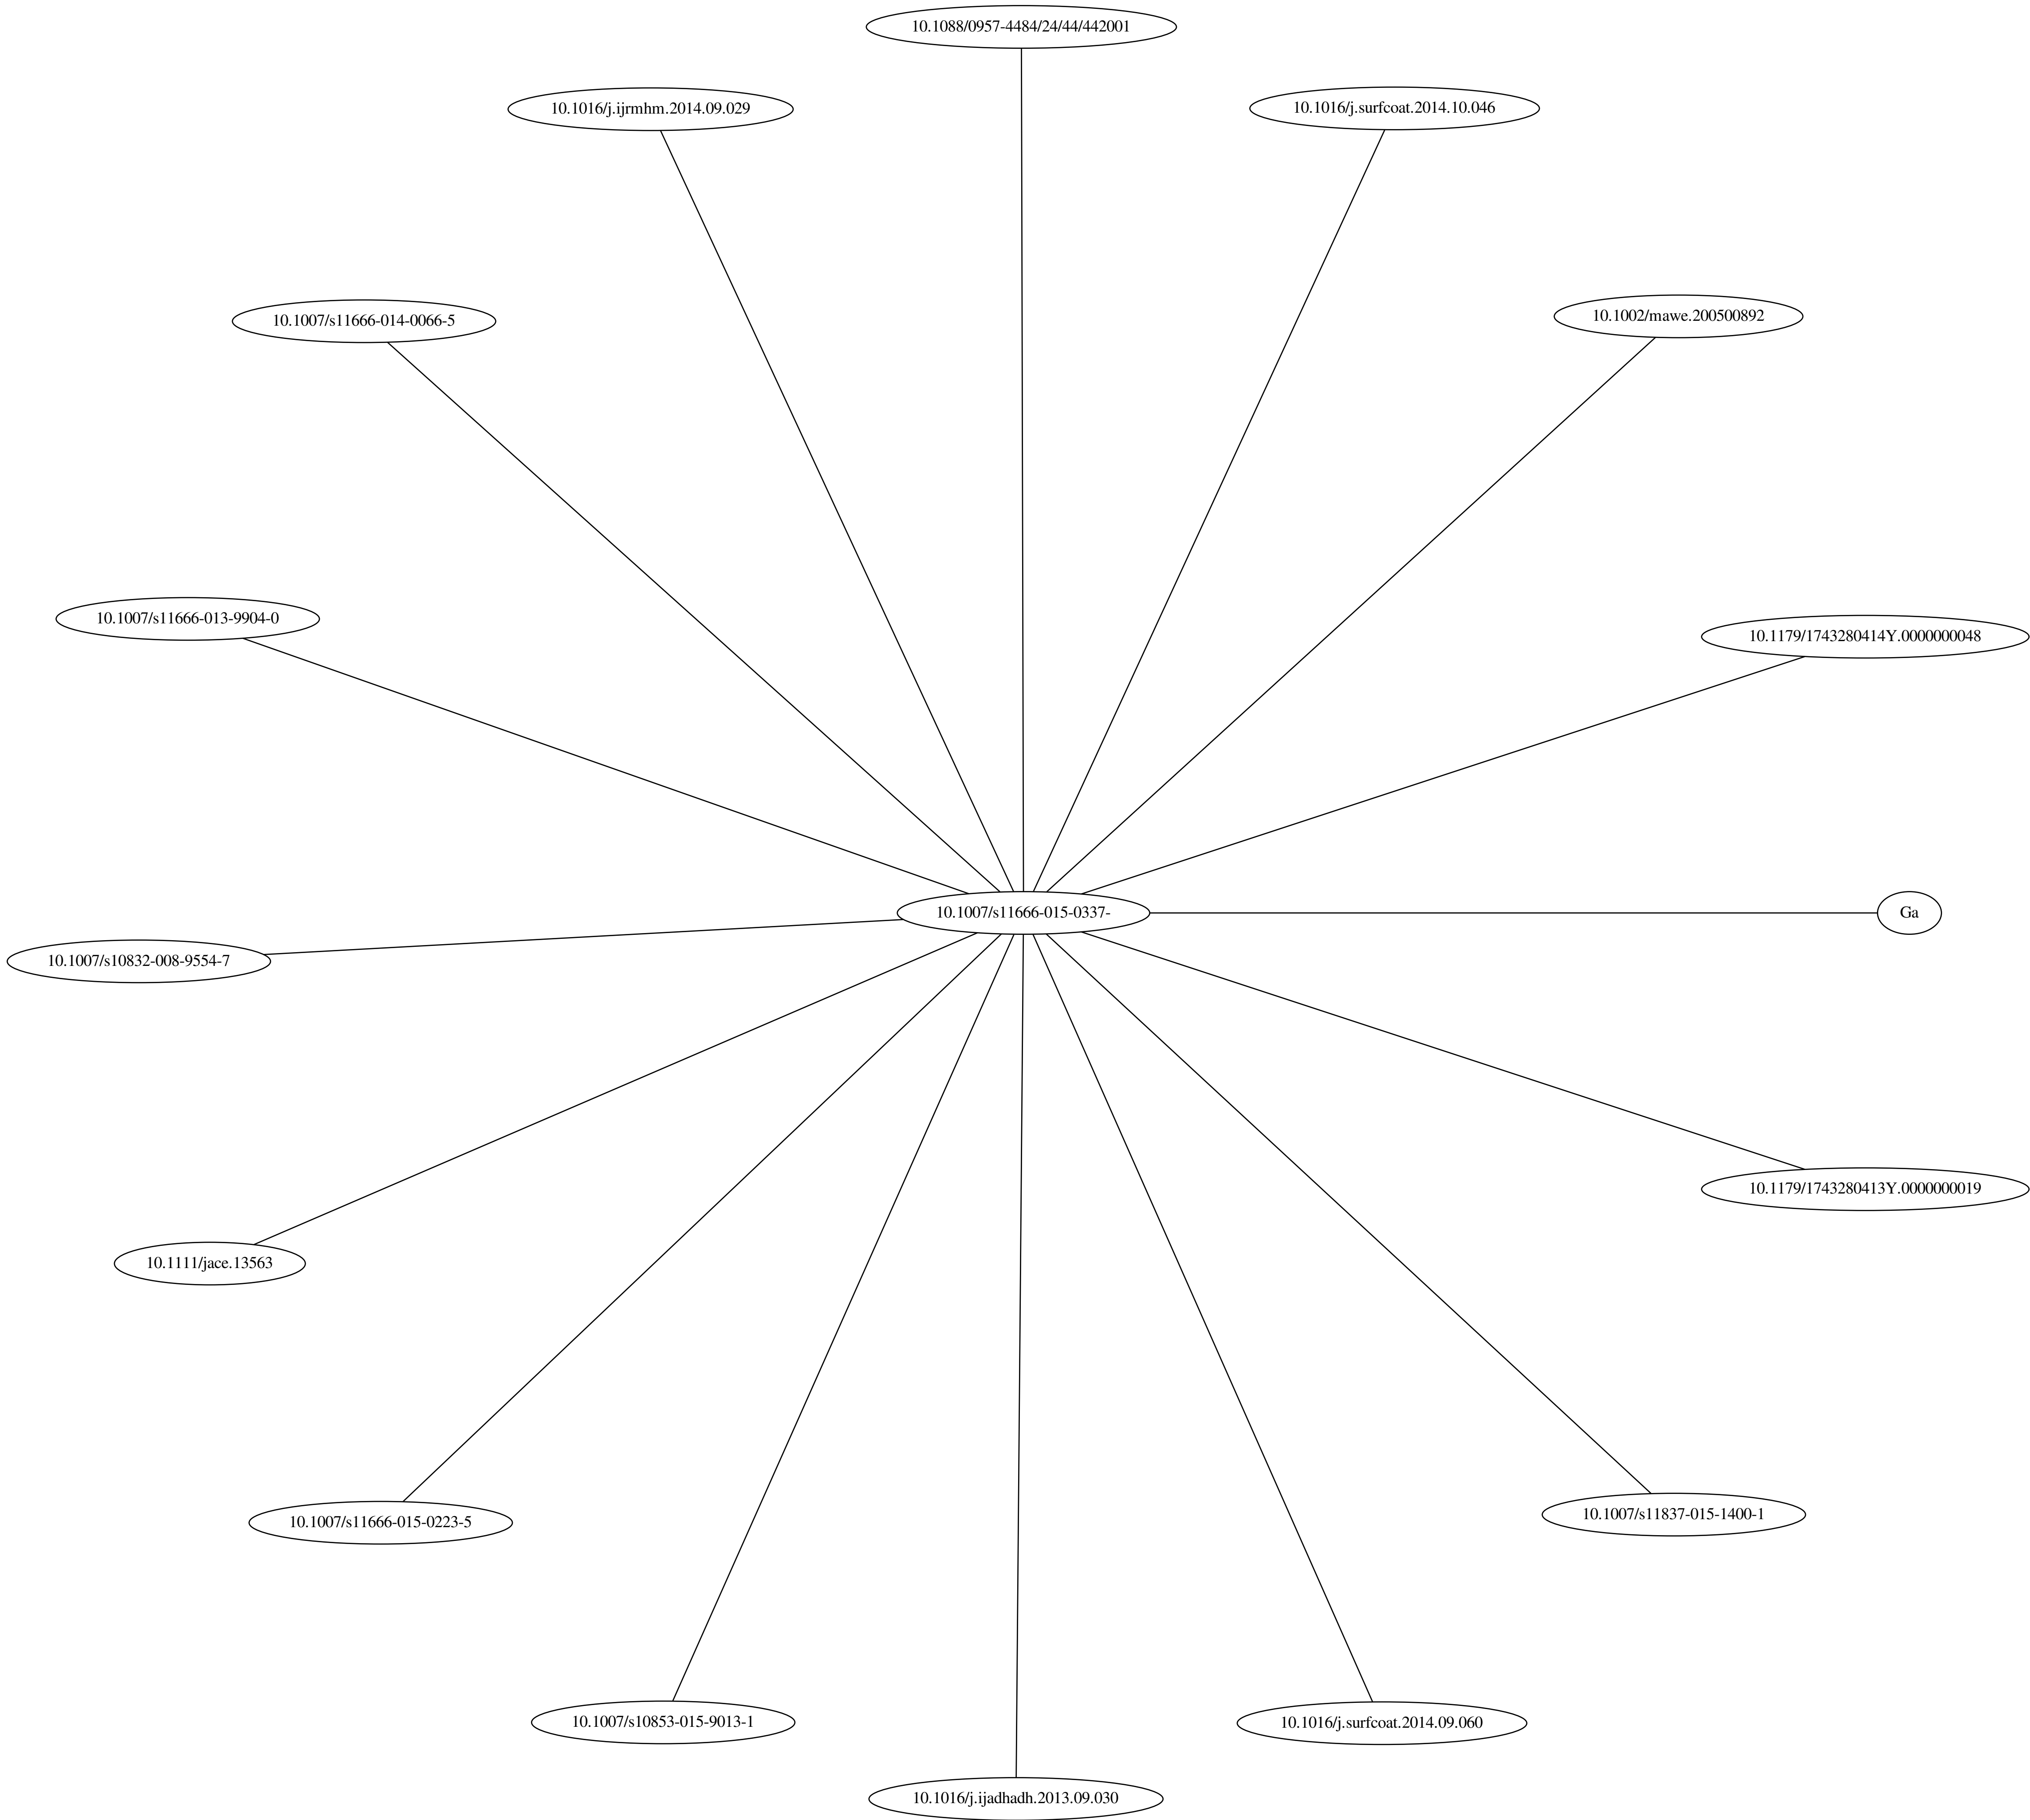 10.1088/0957-4484/24/44/442001
10.1016/j.ijrmhm.2014.09.029
10.1016/j.surfcoat.2014.10.046
10.1007/s11666-014-0066-5
10.1002/mawe.200500892
10.1007/s11666-013-9904-0
10.1179/1743280414Y.0000000048
10.1007/s11666-015-0337-
Ga
10.1007/s10832-008-9554-7
10.1179/1743280413Y.0000000019
10.1111/jace.13563
10.1007/s11666-015-0223-5
10.1007/s11837-015-1400-1
10.1007/s10853-015-9013-1
10.1016/j.surfcoat.2014.09.060
10.1016/j.ijadhadh.2013.09.030